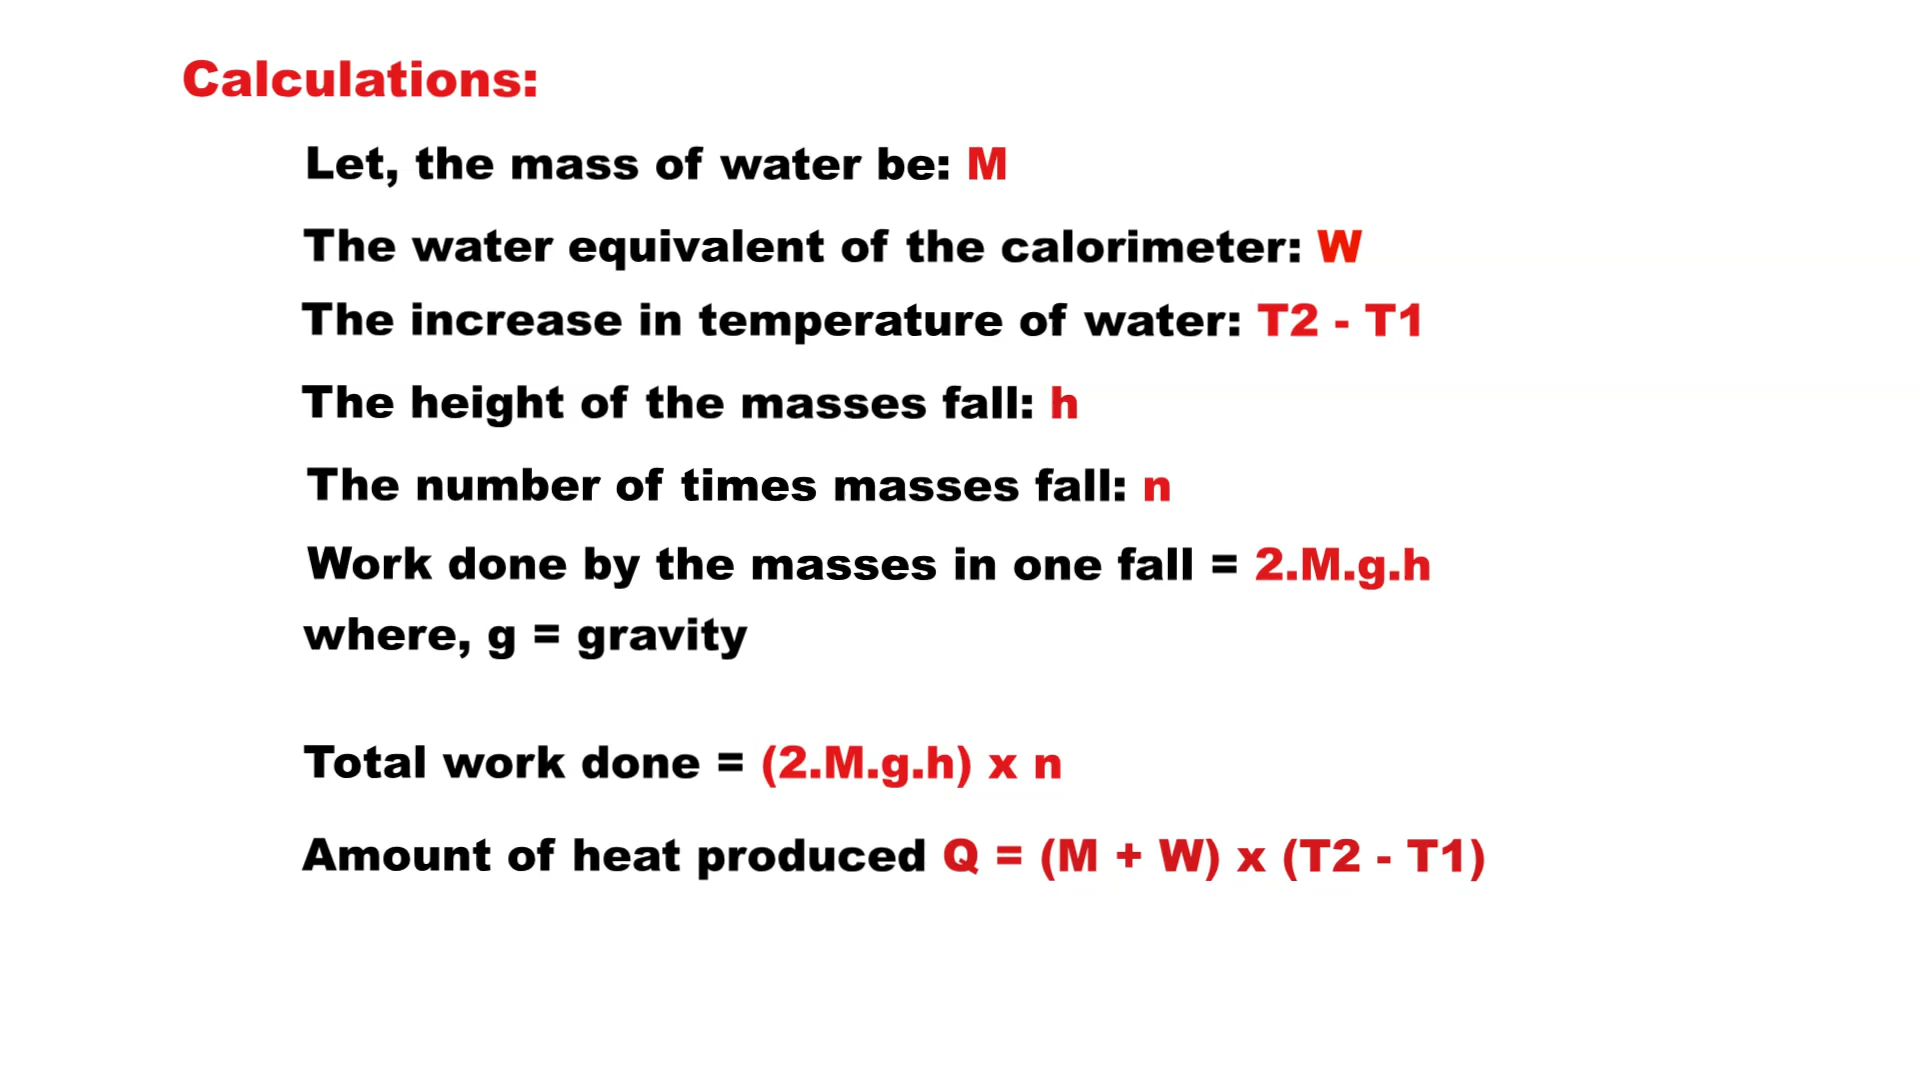 Calculations:
Let, the mass of water be: M
The water equivalent of the calorimeter: W
The increase in temperature of water: T2 - T1
The height of the masses fall: h
The number of times masses fall: n
Work done by the masses in one fall = 2.M.g.h
where, g = gravity
Total work done = (2.M.g.h) x n
Amount of heat produced Q = (M + W) x (T2 - T1)